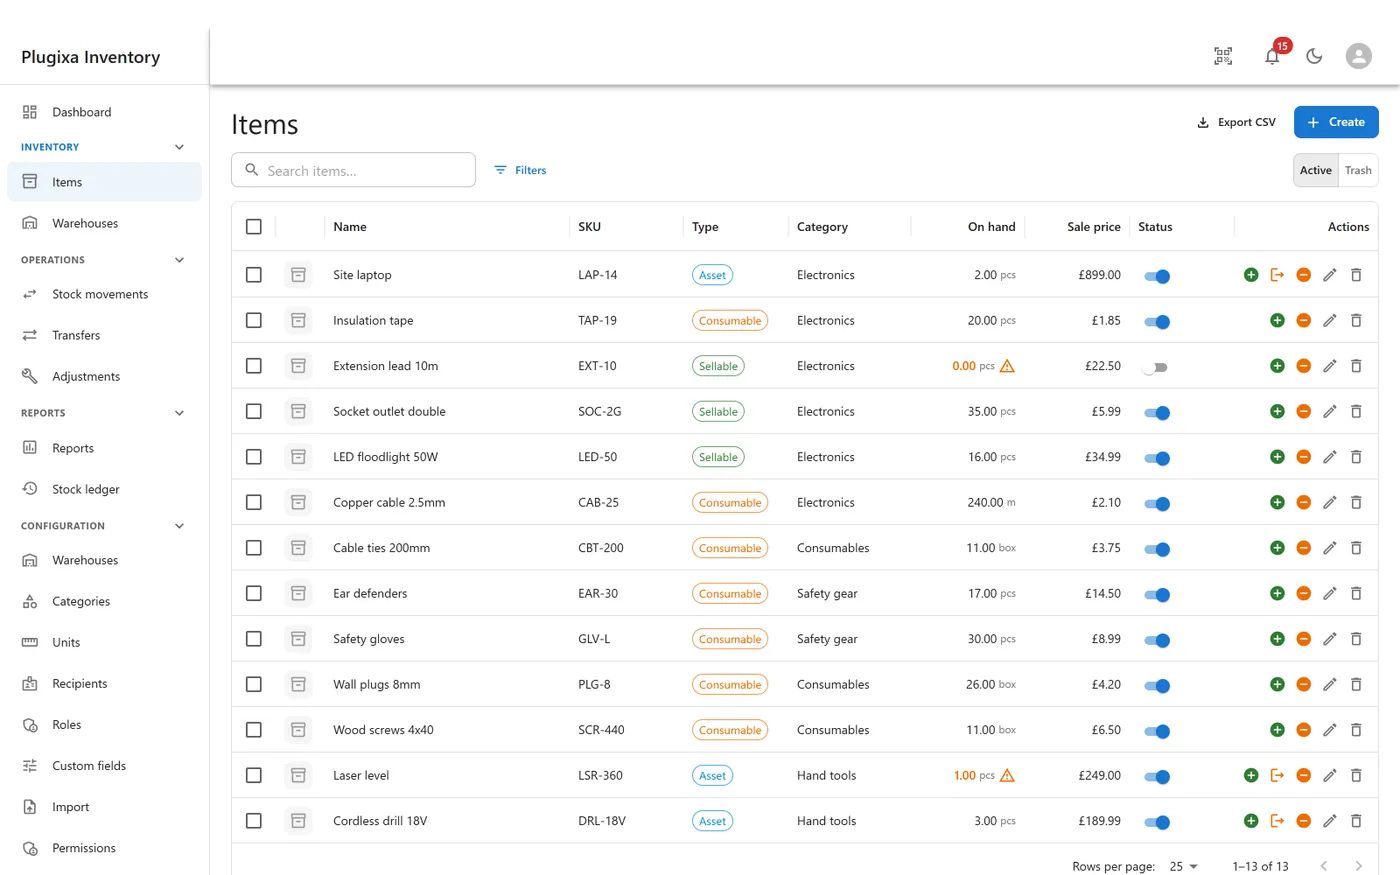 Plugixa Inventory
15
Dashboard
INVENTORY
Items
Warehouses
OPERATIONS
Stock movements
Transfers
Adjustments
REPORTS
Reports
Stock ledger
CONFIGURATION
Warehouses
Categories
Units
Recipients
Roles
Custom fields
Import
Permissions
Items
Export CSV
Create
Search items...
Filters
Active Trash
Name SKU Type Category On hand Sale price Status Actions
Site laptop LAP-14 Asset Electronics 2.00 pcs £899.00
Insulation tape TAP-19 Consumable Electronics 20.00 pcs £1.85
Extension lead 10m EXT-10 Sellable Electronics 0.00 pcs £22.50
Socket outlet double SOC-2G Sellable Electronics 35.00 pcs £5.99
LED floodlight 50W LED-50 Sellable Electronics 16.00 pcs £34.99
Copper cable 2.5mm CAB-25 Consumable Electronics 240.00 m £2.10
Cable ties 200mm CBT-200 Consumable Consumables 11.00 box £3.75
Ear defenders EAR-30 Consumable Safety gear 17.00 pcs £14.50
Safety gloves GLV-L Consumable Safety gear 30.00 pcs £8.99
Wall plugs 8mm PLG-8 Consumable Consumables 26.00 box £4.20
Wood screws 4x40 SCR-440 Consumable Consumables 11.00 box £6.50
Laser level LSR-360 Asset Hand tools 1.00 pcs £249.00
Cordless drill 18V DRL-18V Asset Hand tools 3.00 pcs £189.99
Rows per page: 25 1–13 of 13